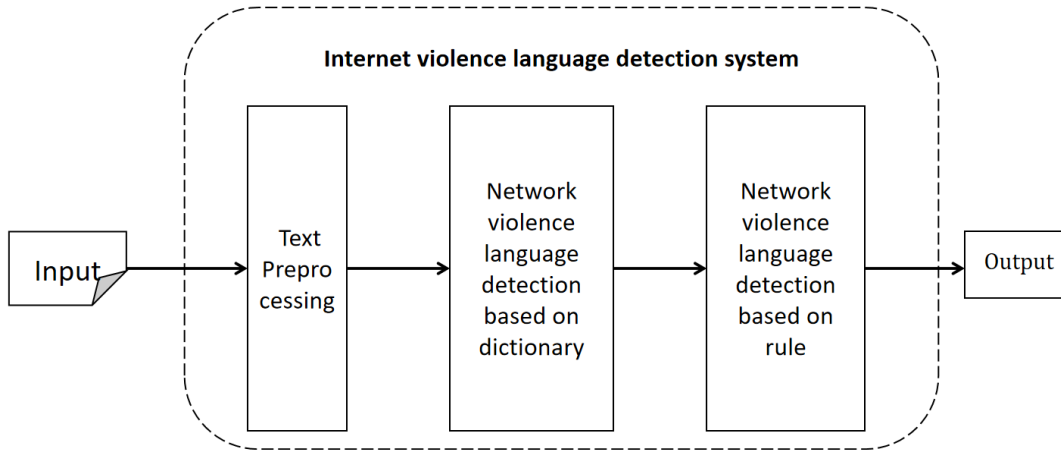 Internet violence language detection system
Input
Text
Prepro
cessing
Network
violence
language
detection
based on
dictionary
Network
violence
language
detection
based on
rule
Output